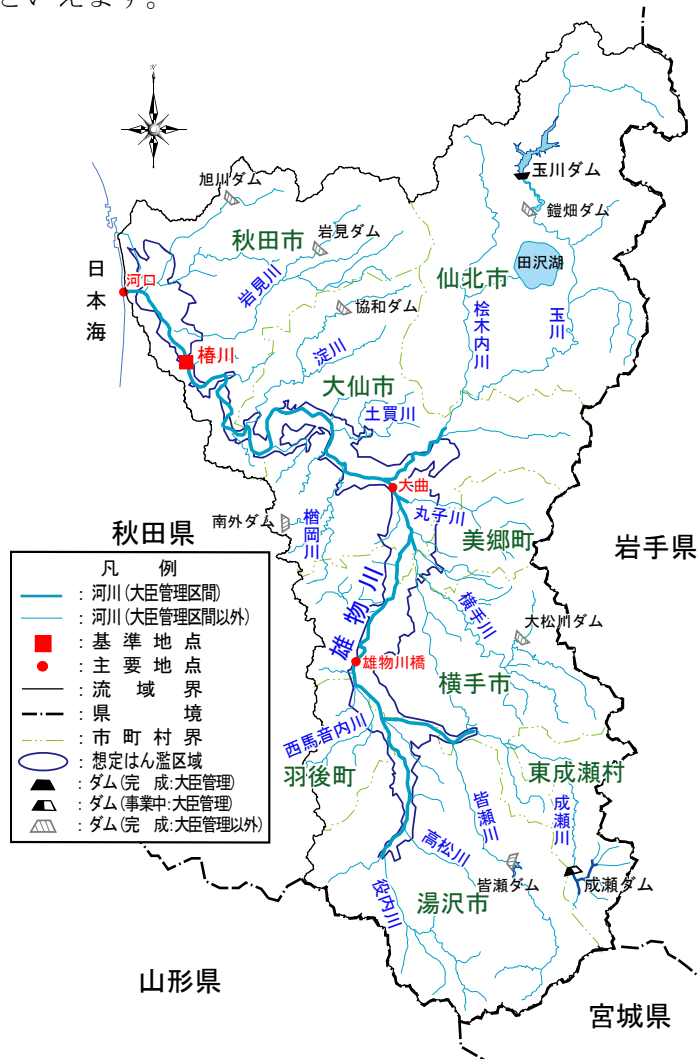 といえます。
N
旭川ダム
玉川ダム
鎧畑ダム
秋田市
岩見ダム
田沢湖
日本海
河口
岩見川
仙北市
協和ダム
桧木内川
玉川
椿川
淀川
大仙市
土買川
大曲
南外ダム
楢岡川
丸子川
秋田県
美郷町
岩手県
凡 例
：河川(大臣管理区間)
：河川(大臣管理区間以外)
：基準地点
：主要地点
：流域界
：県境
：市町村界
：想定はん濫区域
：ダム(完 成:大臣管理)
：ダム(事業中:大臣管理)
：ダム(完 成:大臣管理以外)
雄物川
横手川
大松川ダム
雄物川橋
横手市
西馬音内川
羽後町
東成瀬村
皆瀬川
成瀬川
高松川
皆瀬ダム
成瀬ダム
役内川
湯沢市
山形県
宮城県